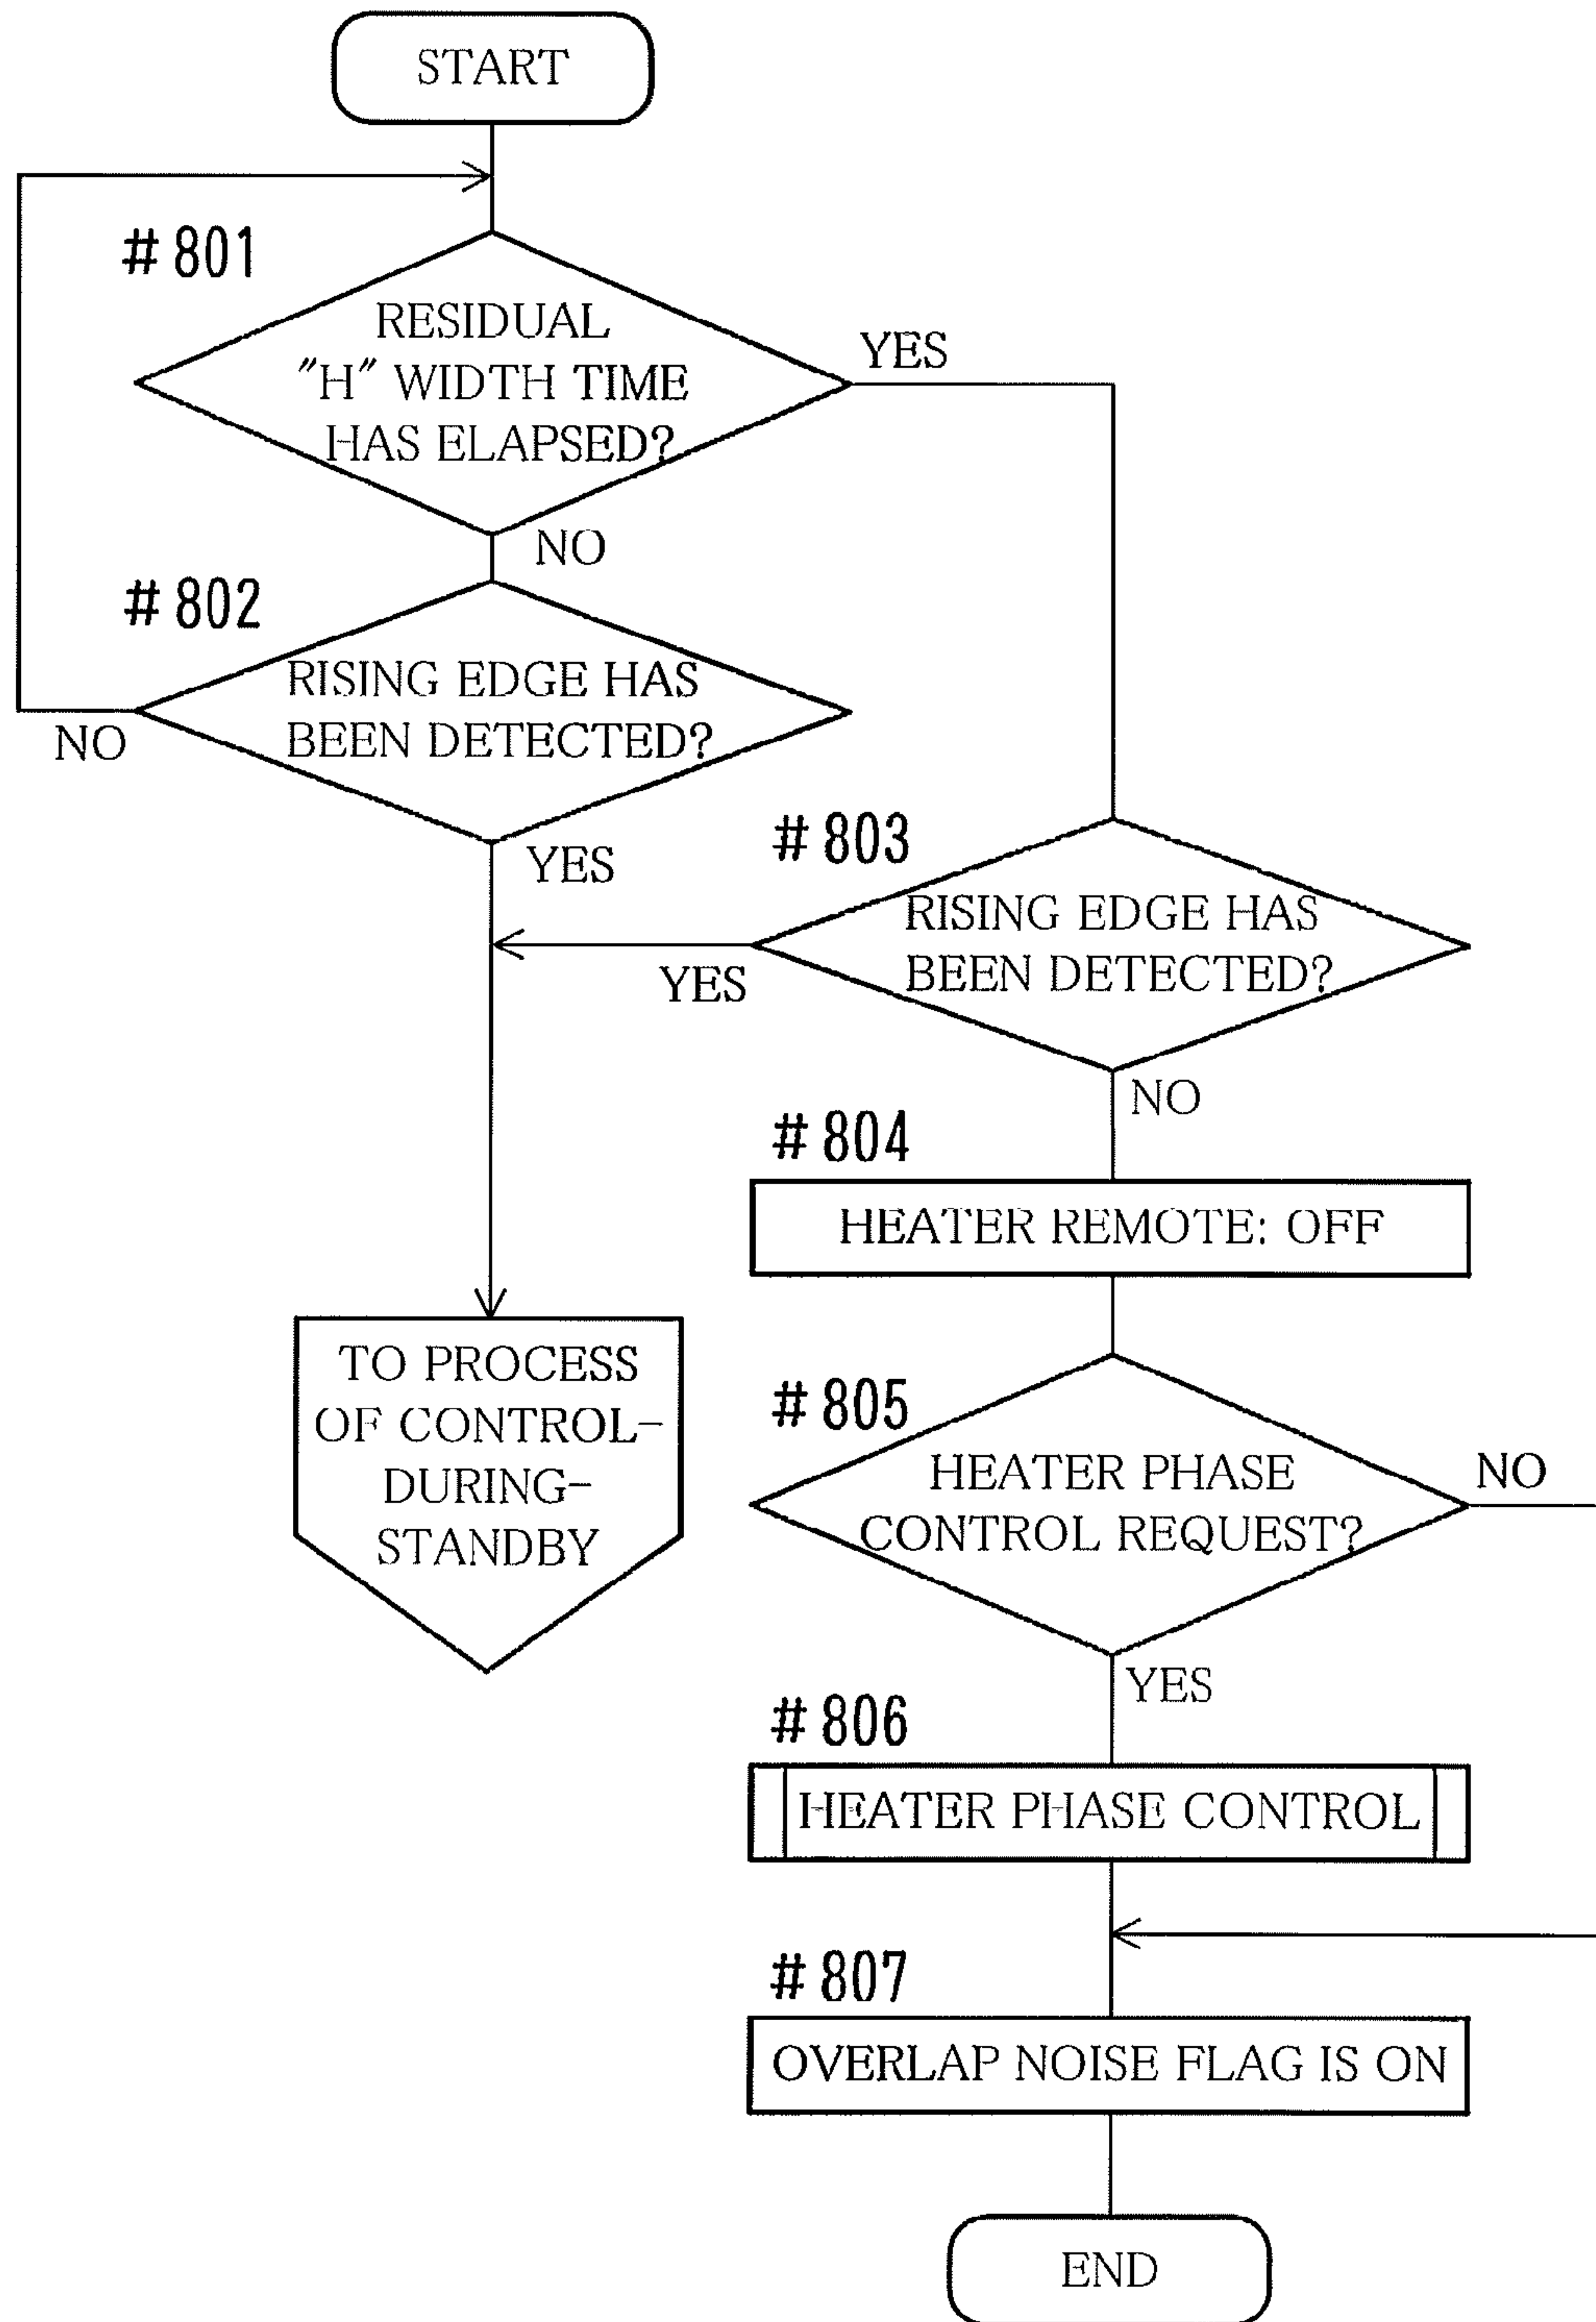 START
# 801
RESIDUAL
"H" WIDTH TIME
HAS ELAPSED?
YES
NO
# 802
RISING EDGE HAS
BEEN DETECTED?
NO
YES
# 803
RISING EDGE HAS
BEEN DETECTED?
YES
NO
# 804
HEATER REMOTE: OFF
TO PROCESS
OF CONTROL-
DURING-
STANDBY
# 805
HEATER PHASE
CONTROL REQUEST?
NO
YES
# 806
HEATER PHASE CONTROL
# 807
OVERLAP NOISE FLAG IS ON
END